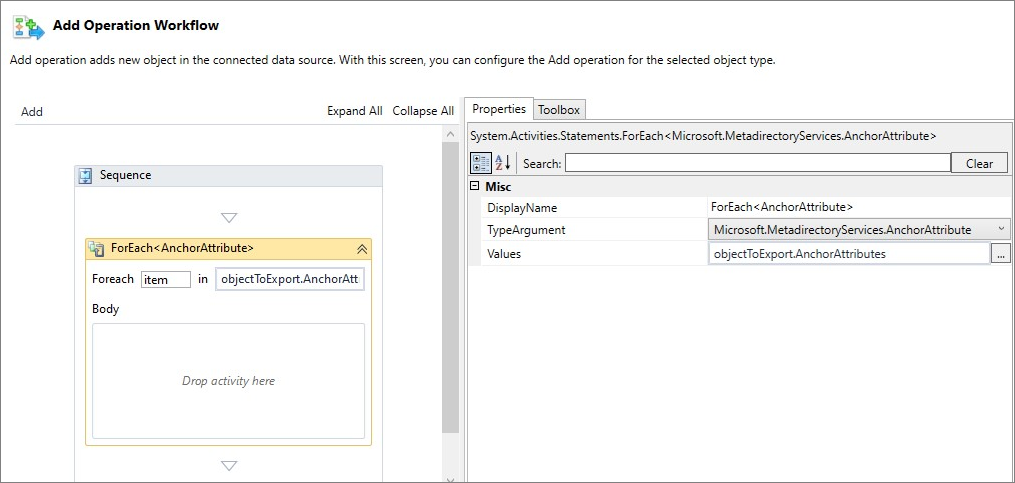 Add Operation Workflow
Add operation adds new object in the connected data source. With this screen, you can configure the Add operation for the selected object type.
Add Expand All Collapse All
Sequence
ForEach<AnchorAttribute>
Foreach item in objectToExport.AnchorAtt
Body
Drop activity here
Properties Toolbox
System.Activities.Statements.ForEach<Microsoft.MetadirectoryServices.AnchorAttribute>
A Z Search: Clear
Misc
DisplayName ForEach<AnchorAttribute>
TypeArgument Microsoft.MetadirectoryServices.AnchorAttribute
Values objectToExport.AnchorAttributes ...